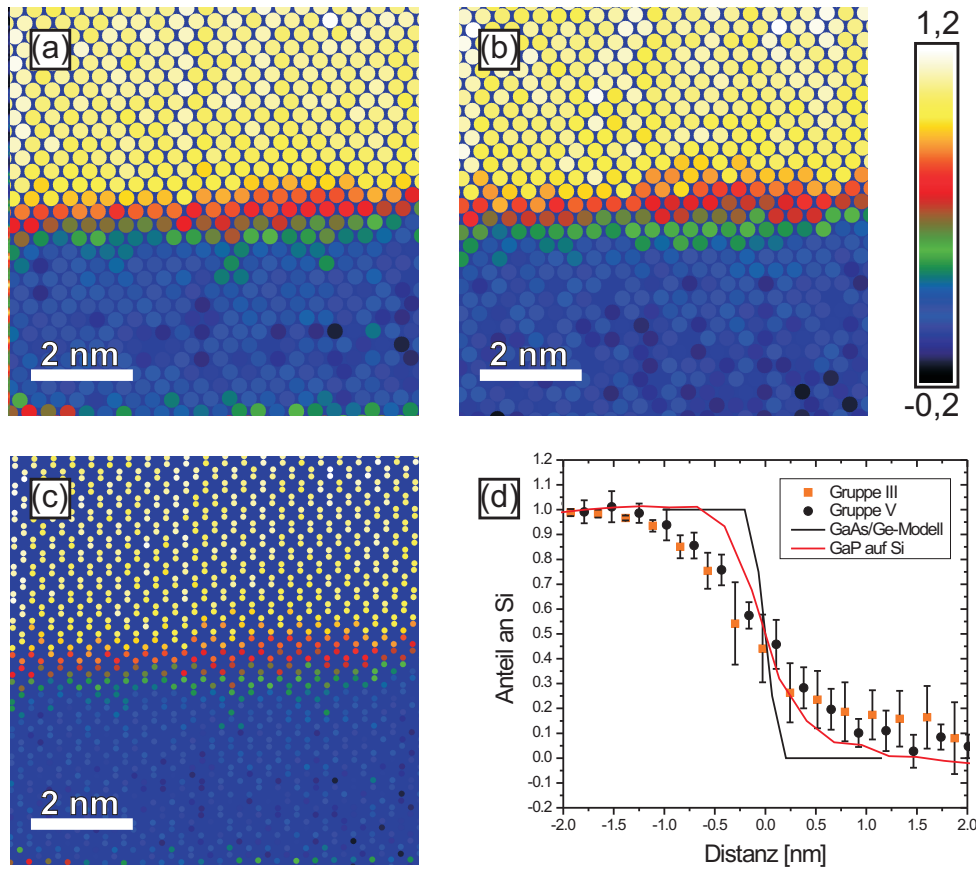 (a)
2 nm
(b)
2 nm
1,2
-0,2
(c)
2 nm
(d)
1.2
1.1
1.0
0.9
0.8
0.7
0.6
0.5
0.4
0.3
0.2
0.1
0.0
-0.1
-0.2
Anteil an Si
Gruppe III
Gruppe V
GaAs/Ge-Modell
GaP auf Si
-2.0 -1.5 -1.0 -0.5 0.0 0.5 1.0 1.5 2.0
Distanz [nm]